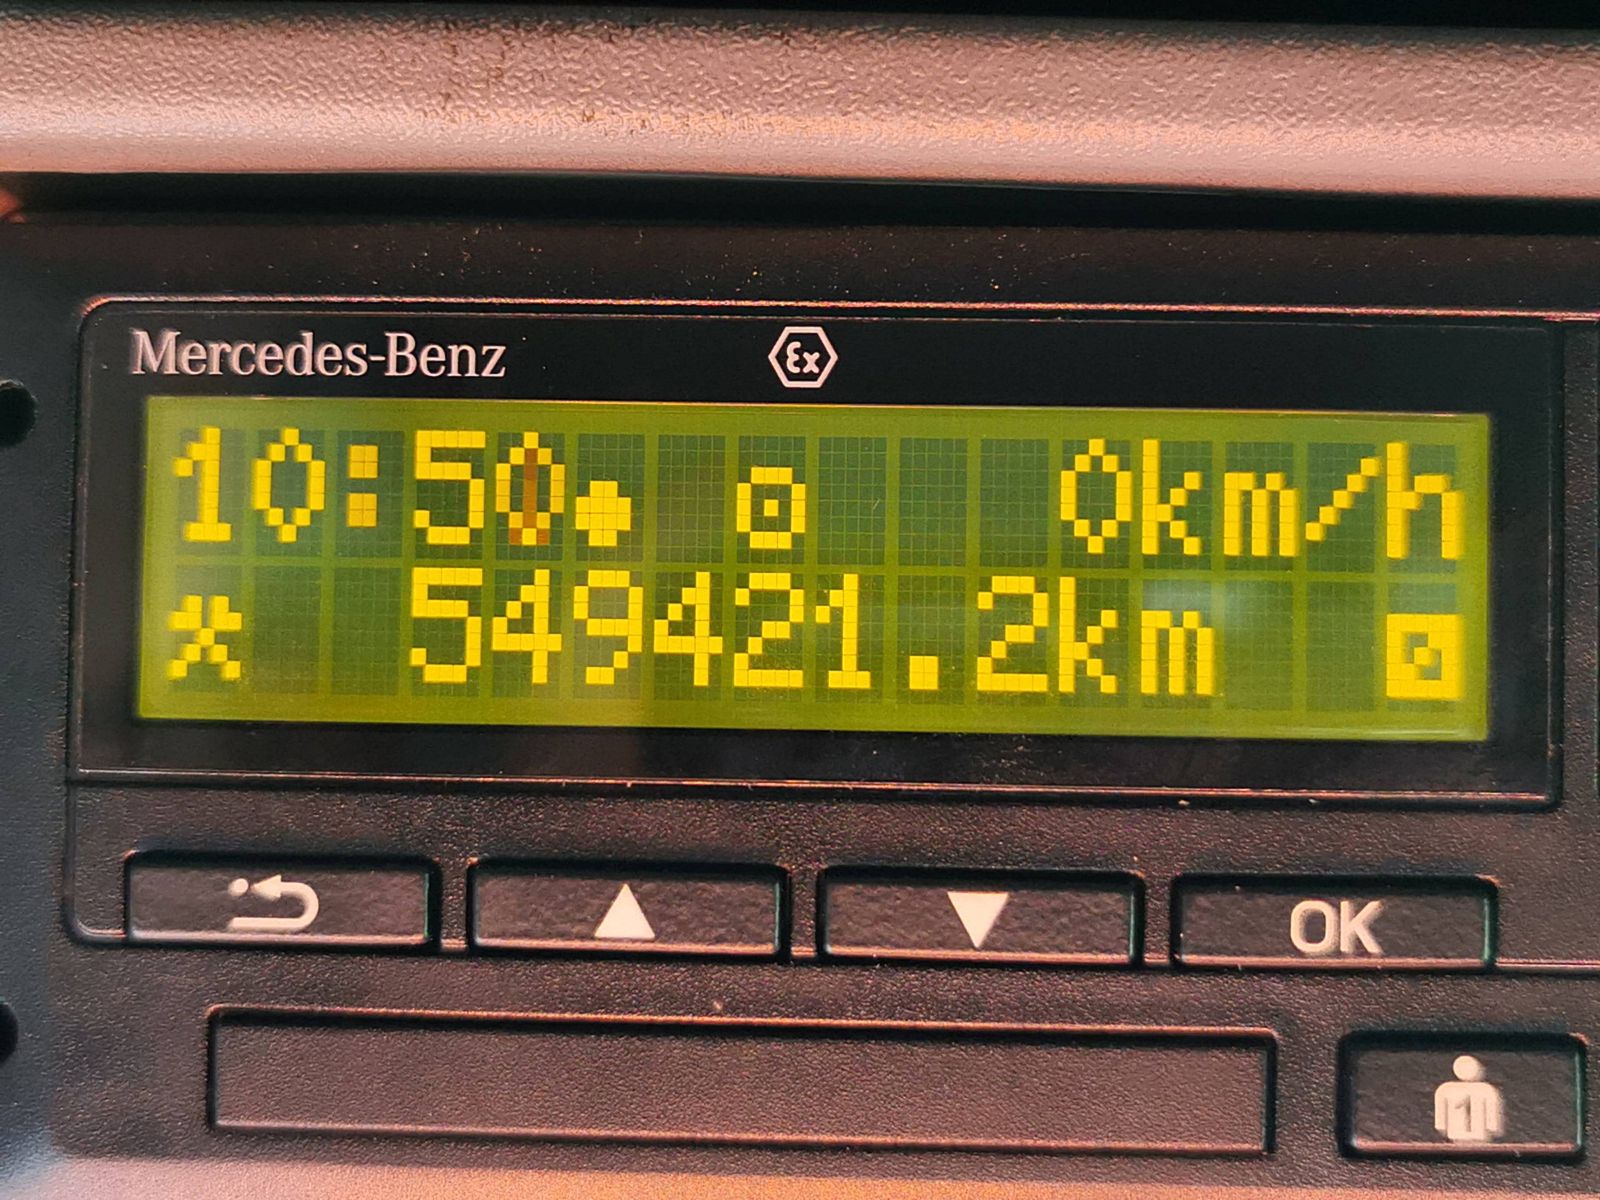 Mercedes-Benz
Ex
10:50 0km/h
549421.2km
OK
1